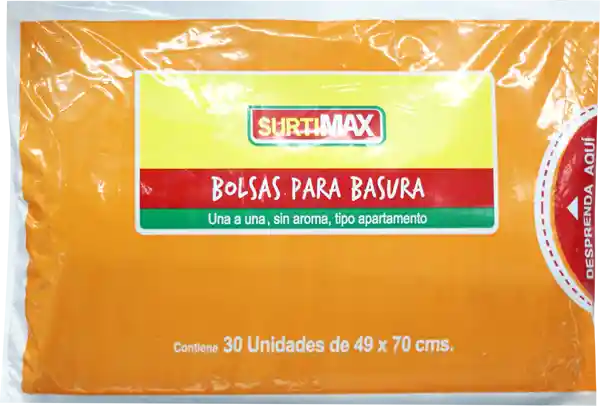 SURTIMAX
BOLSAS PARA BASURA
Una a una, sin aroma, tipo apartamento
DESPRENDA AQUÍ
Contiene 30 Unidades de 49 x 70 cms.